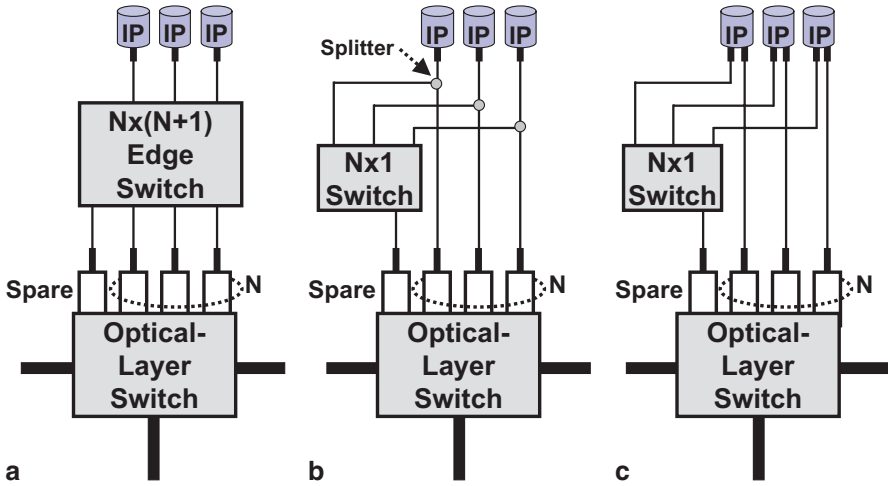 IP IP IP
Nx(N+1)
Edge
Switch
Spare
N
Optical-
Layer
Switch
a
IP IP IP
Splitter
Nx1
Switch
Spare
N
Optical-
Layer
Switch
b
IP IP IP
Nx1
Switch
Spare
N
Optical-
Layer
Switch
c